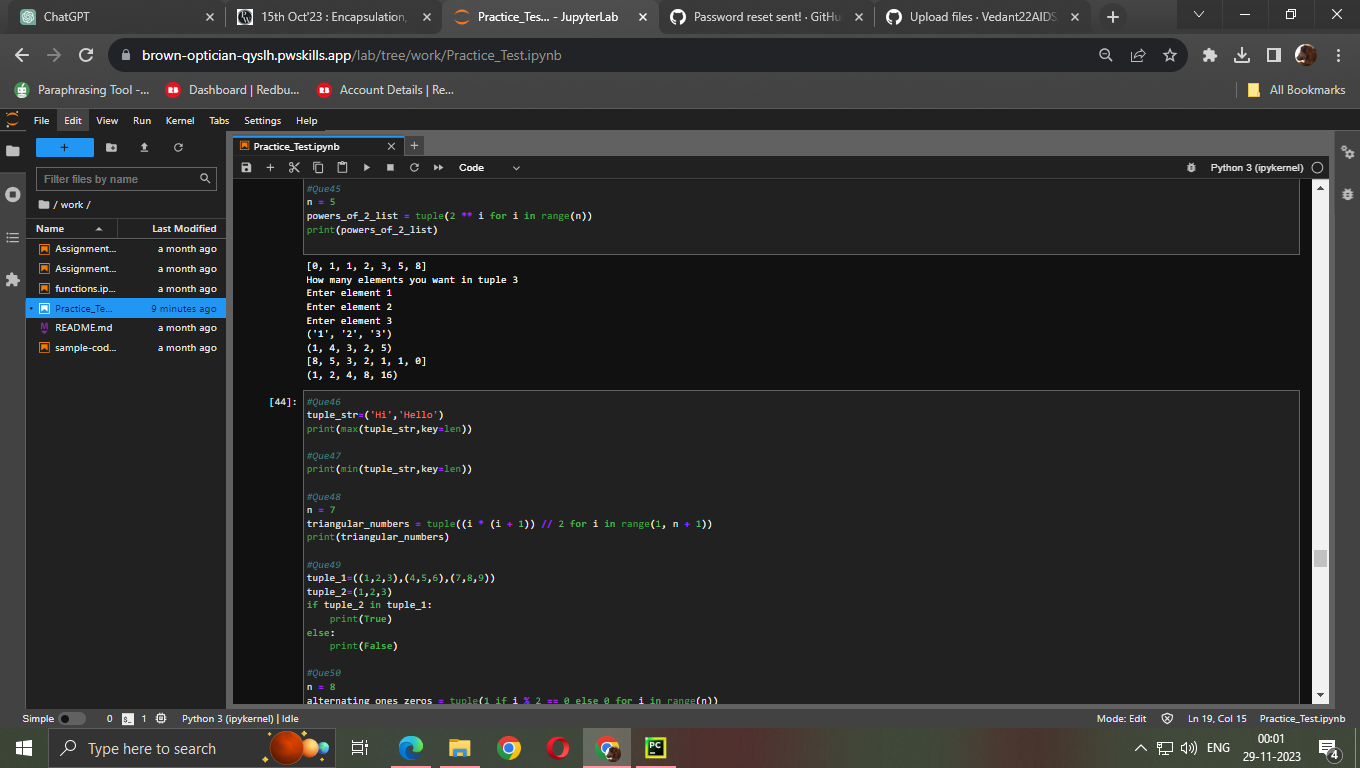 ChatGPT
15th Oct'23 : Encapsulation,
Practice_Tes... - JupyterLab
Password reset sent! · GitHu
Upload files · Vedant22AIDS
brown-optician-qyslh.pwskills.app/lab/tree/work/Practice_Test.ipynb
Paraphrasing Tool -...
Dashboard | Redbu...
Account Details | Re...
All Bookmarks
File Edit View Run Kernel Tabs Settings Help
Filter files by name
/ work /
Name Last Modified
Assignment... a month ago
Assignment... a month ago
functions.ip... a month ago
Practice_Te... 9 minutes ago
README.md a month ago
sample-cod... a month ago
Practice_Test.ipynb
Code
Python 3 (ipykernel)
#Que45
n = 5
powers_of_2_list = tuple(2 ** i for i in range(n))
print(powers_of_2_list)
[0, 1, 1, 2, 3, 5, 8]
How many elements you want in tuple 3
Enter element 1
Enter element 2
Enter element 3
('1', '2', '3')
(1, 4, 3, 2, 5)
[8, 5, 3, 2, 1, 1, 0]
(1, 2, 4, 8, 16)
[44]:
#Que46
tuple_str=('Hi','Hello')
print(max(tuple_str,key=len))
#Que47
print(min(tuple_str,key=len))
#Que48
n = 7
triangular_numbers = tuple((i * (i + 1)) // 2 for i in range(1, n + 1))
print(triangular_numbers)
#Que49
tuple_1=((1,2,3),(4,5,6),(7,8,9))
tuple_2=(1,2,3)
if tuple_2 in tuple_1:
    print(True)
else:
    print(False)
#Que50
n = 8
alternating_ones_zeros = tuple(1 if i % 2 == 0 else 0 for i in range(n))
Simple 0 1 Python 3 (ipykernel) | Idle
Mode: Edit Ln 19, Col 15 Practice_Test.ipynb
Type here to search
PC
ENG
00:01
29-11-2023
4